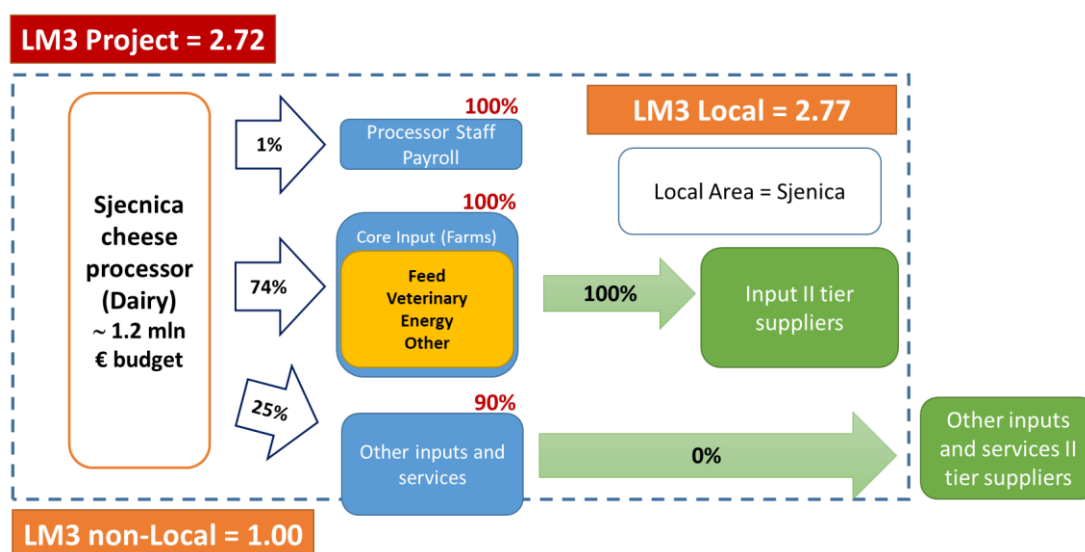 LM3 Project = 2.72
Sjecnica
cheese
processor
(Dairy)
~ 1.2 mln
€ budget
1%
100%
Processor Staff
Payroll
LM3 Local = 2.77
Local Area = Sjenica
74%
100%
Core Input (Farms)
Feed
Veterinary
Energy
Other
100%
Input II tier
suppliers
25%
90%
Other inputs and
services
0%
Other inputs
and services II
tier suppliers
LM3 non-Local = 1.00